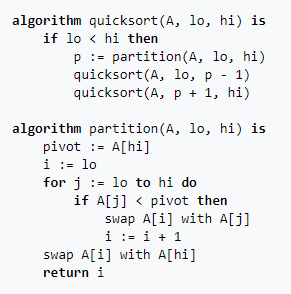 algorithm quicksort(A, lo, hi) is
    if lo < hi then
        p := partition(A, lo, hi)
        quicksort(A, lo, p - 1)
        quicksort(A, p + 1, hi)

algorithm partition(A, lo, hi) is
    pivot := A[hi]
    i := lo
    for j := lo to hi do
        if A[j] < pivot then
            swap A[i] with A[j]
            i := i + 1
    swap A[i] with A[hi]
    return i